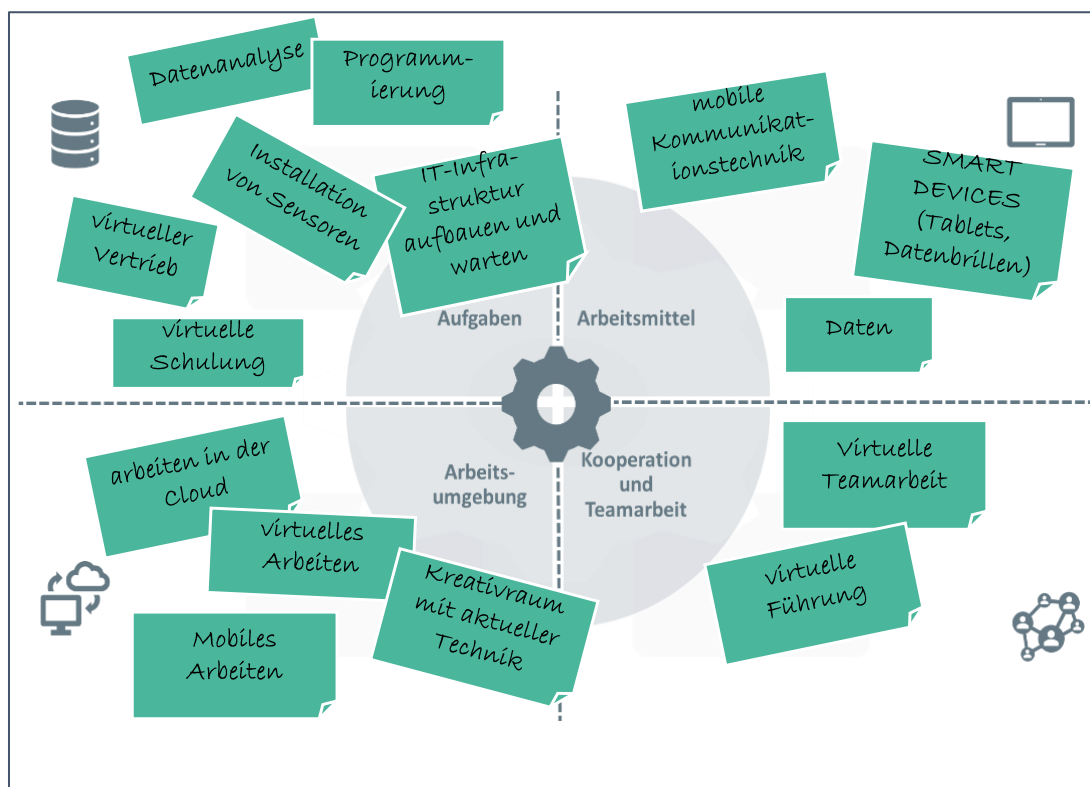 Datenanalyse
Programm-
ierung
Installation
von Sensoren
IT-Infra-
struktur
aufbauen und
warten
virtueller
Vertrieb
virtuelle
Schulung
Aufgaben
mobile
Kommunikat-
ionstechnik
SMART
DEVICES
(Tablets,
Datenbrillen)
Daten
Arbeitsmittel
arbeiten in der
Cloud
virtuelles
Arbeiten
Kreativraum
mit aktueller
Technik
Mobiles
Arbeiten
Arbeits-
umgebung
Kooperation
und
Teamarbeit
Virtuelle
Teamarbeit
virtuelle
Führung